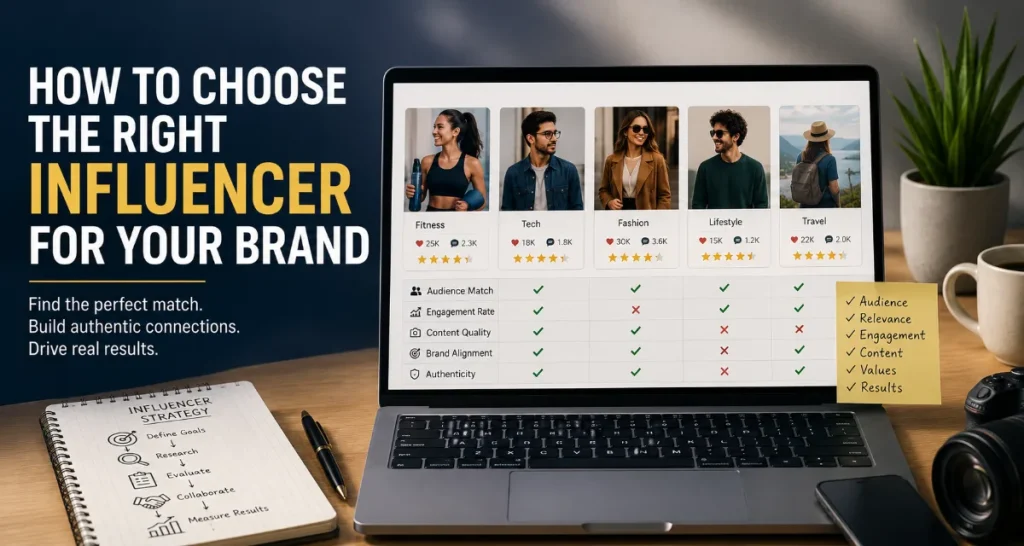 HOW TO CHOOSE
THE RIGHT
INFLUENCER
FOR YOUR BRAND
Find the perfect match.
Build authentic connections.
Drive real results.
INFLUENCER
STRATEGY
Define Goals
Research
Evaluate
Collaborate
Measure Results
Fitness
25K 2.3K
Tech
18K 1.8K
Fashion
30K 3.6K
Lifestyle
15K 1.2K
Travel
22K 2.0K
Audience Match
Engagement Rate
Content Quality
Brand Alignment
Authenticity
Audience
Relevance
Engagement
Content
Values
Results